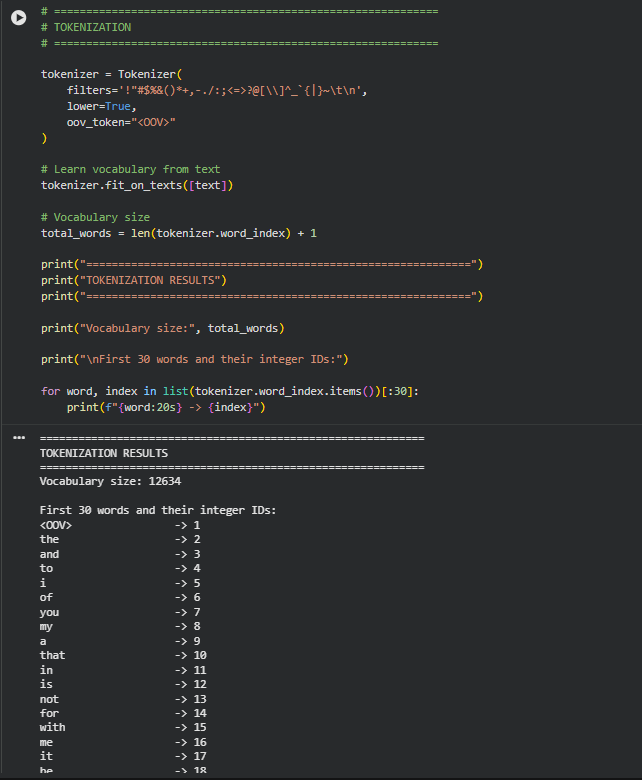 # ============================================================
# TOKENIZATION
# ============================================================
tokenizer = Tokenizer(
    filters='!"#$%&()*+,-./:;<=>?@[\\]^_`{|}~\t\n',
    lower=True,
    oov_token="<OOV>"
)
# Learn vocabulary from text
tokenizer.fit_on_texts([text])
# Vocabulary size
total_words = len(tokenizer.word_index) + 1
print("============================================================")
print("TOKENIZATION RESULTS")
print("============================================================")
print("Vocabulary size:", total_words)
print("\nFirst 30 words and their integer IDs:")
for word, index in list(tokenizer.word_index.items())[:30]:
    print(f"{word:20s} -> {index}")
============================================================
TOKENIZATION RESULTS
============================================================
Vocabulary size: 12634
First 30 words and their integer IDs:
<OOV>                -> 1
the                  -> 2
and                  -> 3
to                   -> 4
i                    -> 5
of                   -> 6
you                  -> 7
my                   -> 8
a                    -> 9
that                 -> 10
in                   -> 11
is                   -> 12
not                  -> 13
for                  -> 14
with                 -> 15
me                   -> 16
it                   -> 17
be                   -> 18